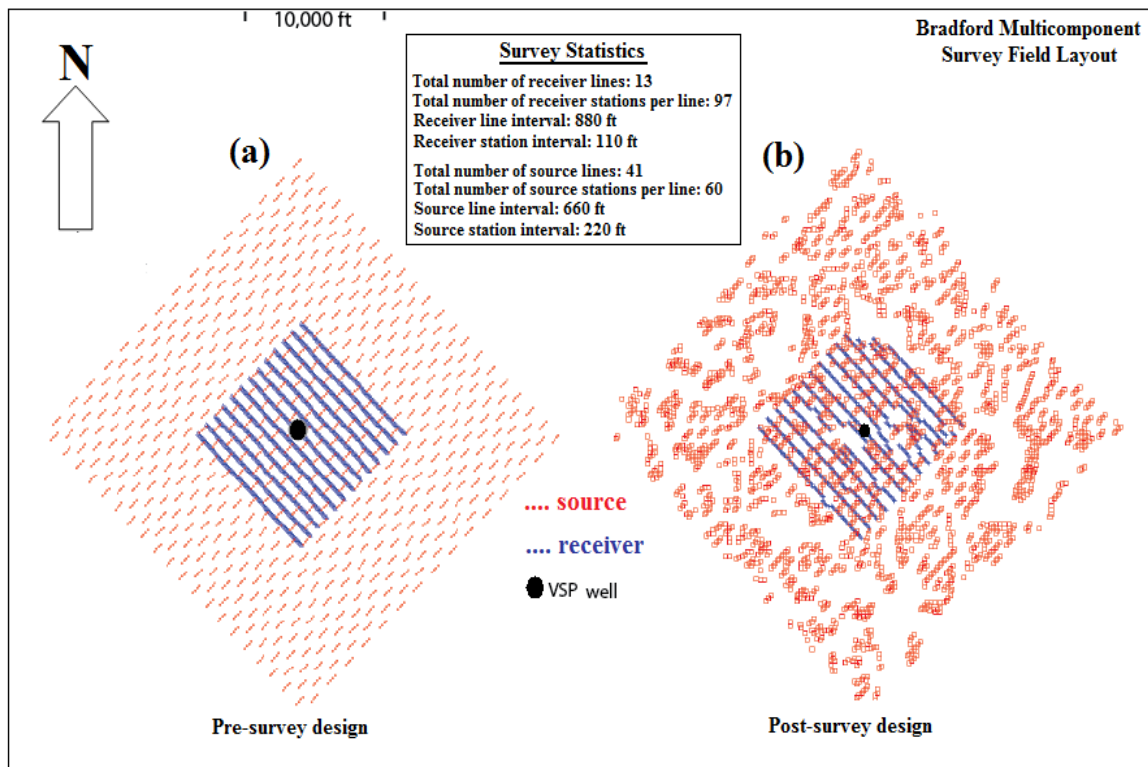 10,000 ft
Bradford Multicomponent
Survey Field Layout
N
Survey Statistics
Total number of receiver lines: 13
Total number of receiver stations per line: 97
Receiver line interval: 880 ft
Receiver station interval: 110 ft
Total number of source lines: 41
Total number of source stations per line: 60
Source line interval: 660 ft
Source station interval: 220 ft
(a)
(b)
.... source
.... receiver
VSP well
Pre-survey design
Post-survey design